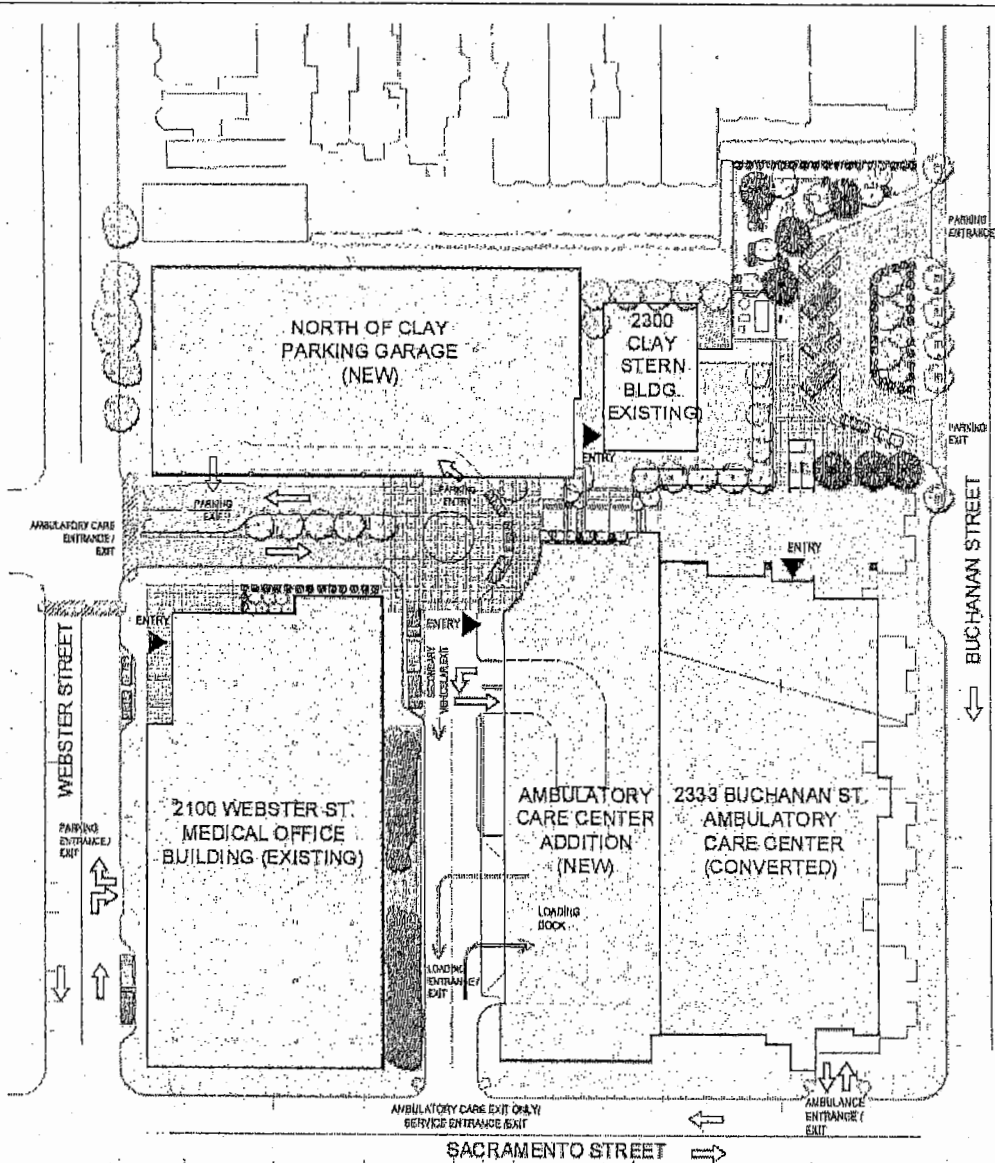 PARKING
ENTRANCE
NORTH OF CLAY
PARKING GARAGE
(NEW)
2300
CLAY
STERN
BLDG.
EXISTING)
ENTRY
PARKING
EXIT
PARKING
ENTRY
PARKING
EXIT
AMBULATORY CARE
ENTRANCE /
EXIT
BUCHANAN STREET
ENTRY
ENTRY
ENTRY
SECONDARY
VEHICULAR EXIT
WEBSTER STREET
2100 WEBSTER ST.
MEDICAL OFFICE
BUILDING (EXISTING)
AMBULATORY
CARE CENTER
ADDITION
(NEW)
2333 BUCHANAN ST.
AMBULATORY
CARE CENTER
(CONVERTED)
PARKING
ENTRANCE/
EXIT
LOADING
DOCK
LOADING
ENTRANCE/
EXIT
AMBULATORY CARE EXIT ONLY/
SERVICE ENTRANCE/EXIT
AMBULANCE
ENTRANCE /
EXIT
SACRAMENTO STREET